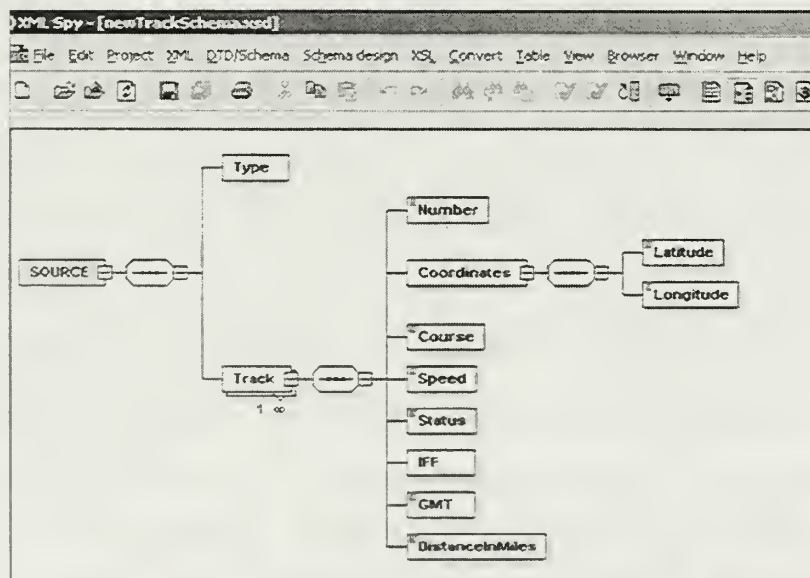 XML Spy - [newTrackSchema.xsd]
File Edit Project XML DTD/Schema Schema design XSL Convert Table View Browser Window Help
Type
Number
Latitude
SOURCE
Coordinates
Longitude
Course
Track
Speed
1 ∞
Status
IFF
GMT
DistanceInMiles